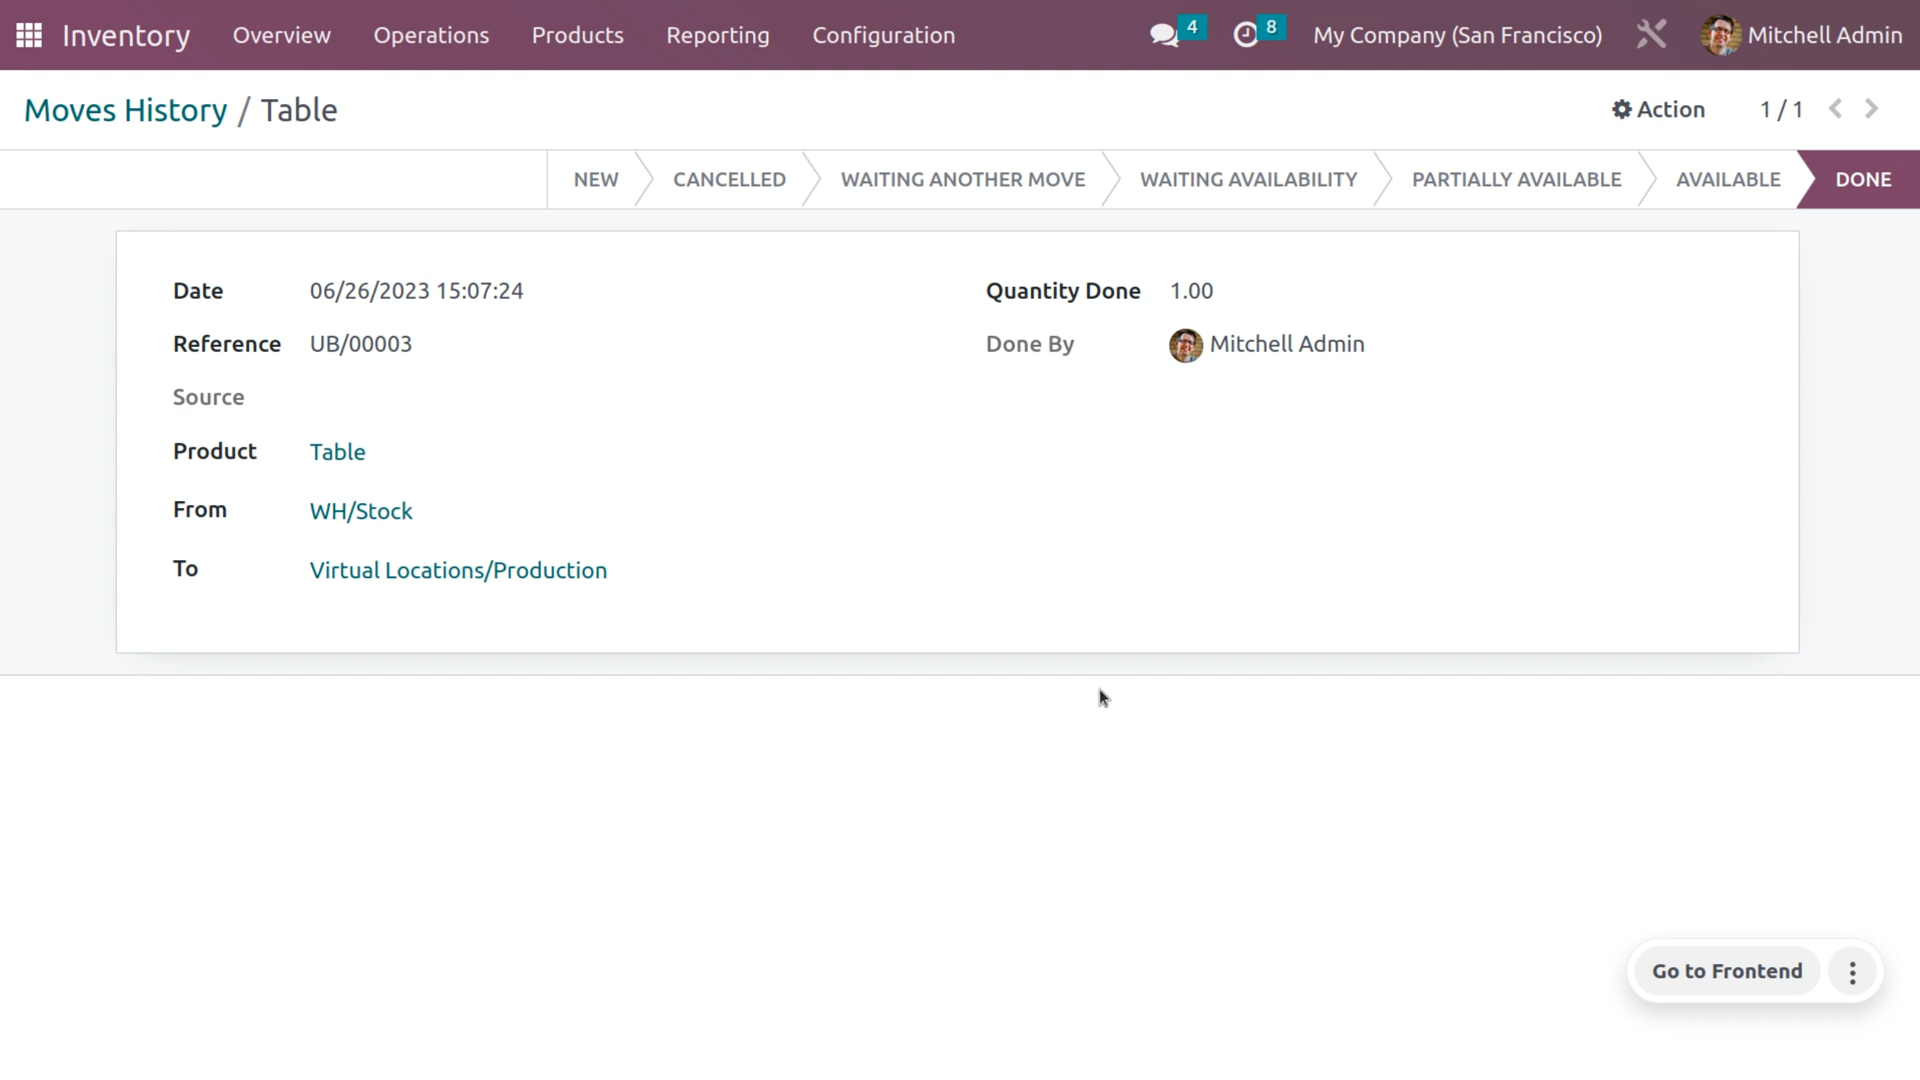 Inventory Overview Operations Products Reporting Configuration 4 8 My Company (San Francisco) Mitchell Admin
Moves History / Table Action 1 / 1
NEW CANCELLED WAITING ANOTHER MOVE WAITING AVAILABILITY PARTIALLY AVAILABLE AVAILABLE DONE
Date 06/26/2023 15:07:24 Quantity Done 1.00
Reference UB/00003 Done By Mitchell Admin
Source
Product Table
From WH/Stock
To Virtual Locations/Production
Go to Frontend